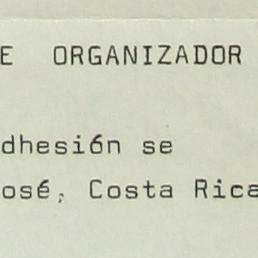 E ORGANIZADOR
dhesión se
osé, Costa Rica